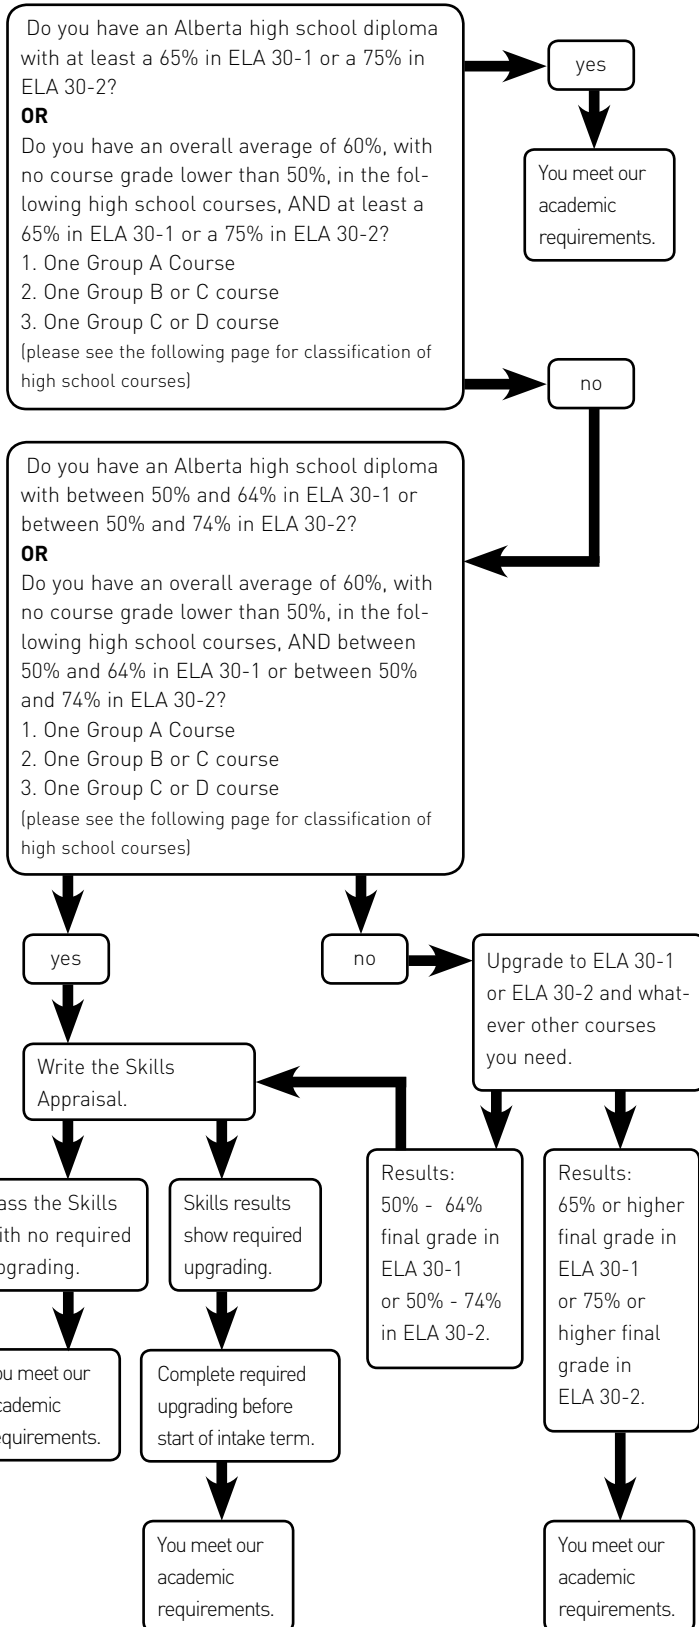 Do you have an Alberta high school diploma
with at least a 65% in ELA 30-1 or a 75% in
ELA 30-2?
OR
Do you have an overall average of 60%, with
no course grade lower than 50%, in the fol-
lowing high school courses, AND at least a
65% in ELA 30-1 or a 75% in ELA 30-2?
1. One Group A Course
2. One Group B or C course
3. One Group C or D course
(please see the following page for classification of
high school courses)
yes
You meet our
academic
requirements.
no
Do you have an Alberta high school diploma
with between 50% and 64% in ELA 30-1 or
between 50% and 74% in ELA 30-2?
OR
Do you have an overall average of 60%, with
no course grade lower than 50%, in the fol-
lowing high school courses, AND between
50% and 64% in ELA 30-1 or between 50%
and 74% in ELA 30-2?
1. One Group A Course
2. One Group B or C course
3. One Group C or D course
(please see the following page for classification of
high school courses)
yes
no
Upgrade to ELA 30-1
or ELA 30-2 and what-
ever other courses
you need.
Write the Skills
Appraisal.
ass the Skills
ith no required
pgrading.
Skills results
show required
upgrading.
Results:
50% - 64%
final grade in
ELA 30-1
or 50% - 74%
in ELA 30-2.
Results:
65% or higher
final grade in
ELA 30-1
or 75% or
higher final
grade in
ELA 30-2.
ou meet our
cademic
equirements.
Complete required
upgrading before
start of intake term.
You meet our
academic
requirements.
You meet our
academic
requirements.